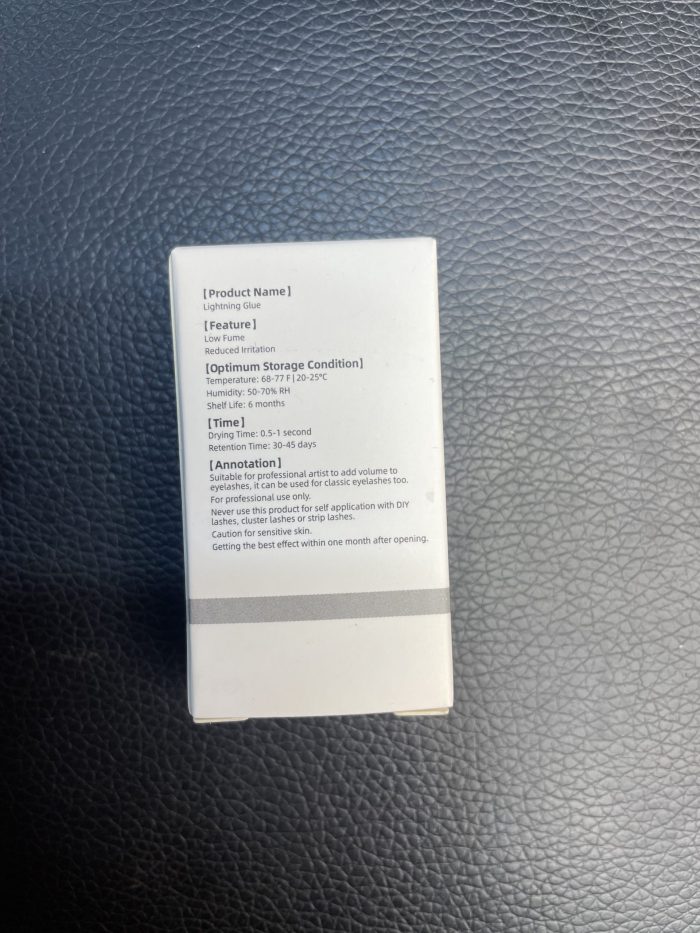 【Product Name】
Lightning Glue
【Feature】
Low Fume
Reduced Irritation
【Optimum Storage Condition】
Temperature: 68-77 F | 20-25°C
Humidity: 50-70% RH
Shelf Life: 6 months
【Time】
Drying Time: 0.5-1 second
Retention Time: 30-45 days
【Annotation】
Suitable for professional artist to add volume to
eyelashes, it can be used for classic eyelashes too.
For professional use only.
Never use this product for self application with DIY
lashes, cluster lashes or strip lashes.
Caution for sensitive skin.
Getting the best effect within one month after opening.